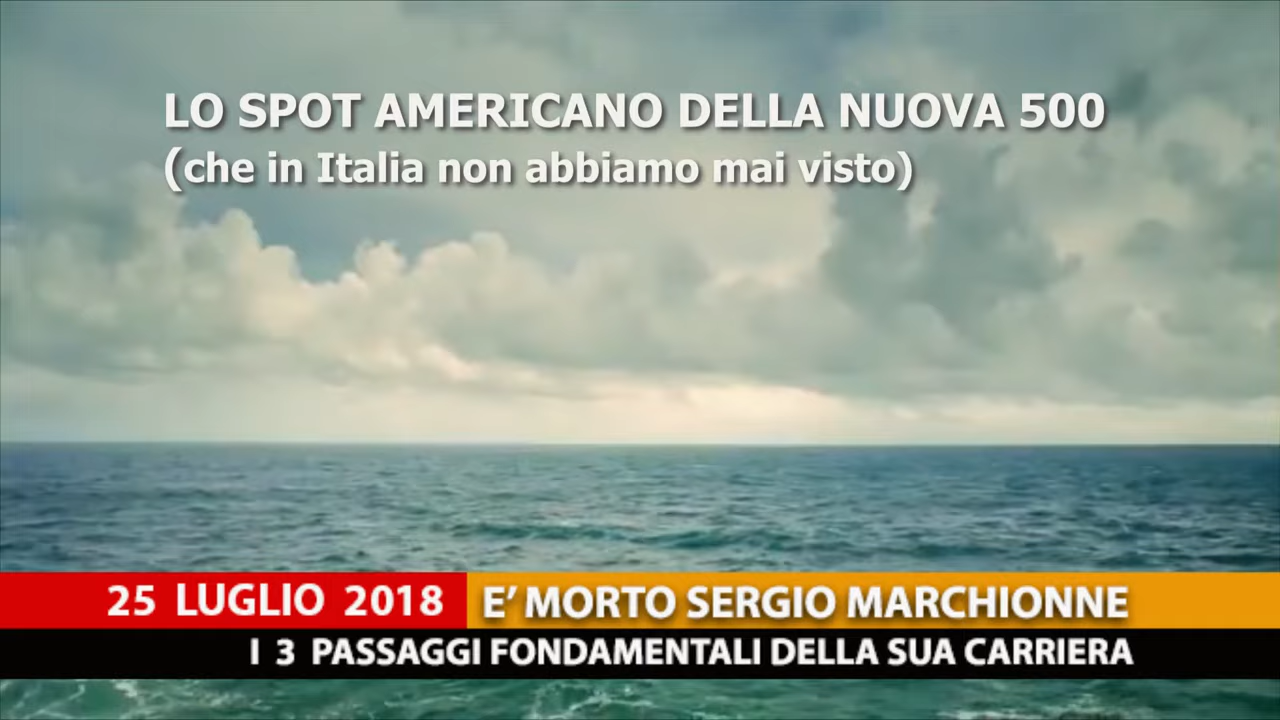 LO SPOT AMERICANO DELLA NUOVA 500
(che in Italia non abbiamo mai visto)
25 LUGLIO 2018 E' MORTO SERGIO MARCHIONNE
I 3 PASSAGGI FONDAMENTALI DELLA SUA CARRIERA